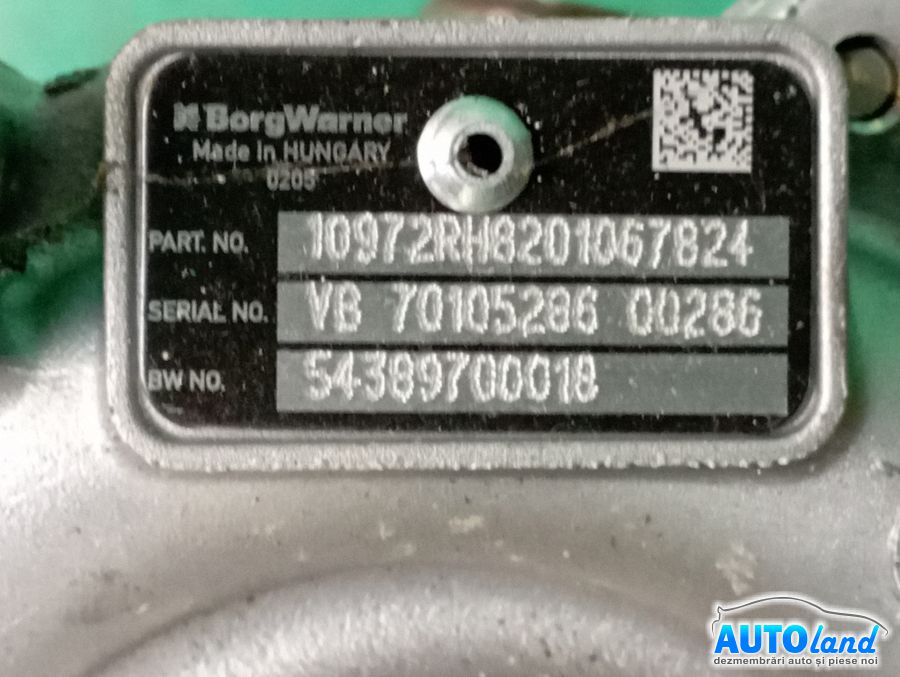 BorgWarner
Made in HUNGARY
0205
PART. NO. 10972RH8201067824
SERIAL NO. VB 70105286 00286
BW NO. 54389700018
AUTOland
dezmembrări auto și piese noi